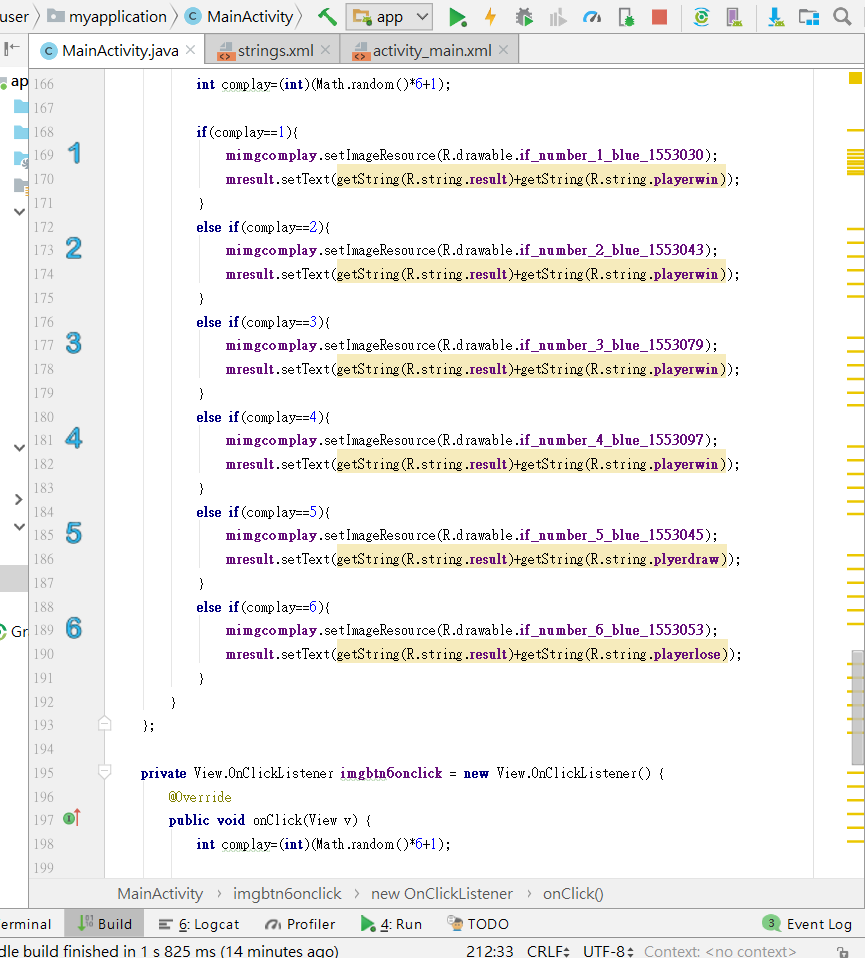 user myapplication MainActivity app
MainActivity.java strings.xml activity_main.xml
ap
166 int complay=(int)(Math.random()*6+1);
167
168 if(complay==1){
169 1 mimgcomplay.setImageResource(R.drawable.if_number_1_blue_1553030);
170 mresult.setText(getString(R.string.result)+getString(R.string.playerwin));
171 }
172 else if(complay==2){
173 2 mimgcomplay.setImageResource(R.drawable.if_number_2_blue_1553043);
174 mresult.setText(getString(R.string.result)+getString(R.string.playerwin));
175 }
176 else if(complay==3){
177 3 mimgcomplay.setImageResource(R.drawable.if_number_3_blue_1553079);
178 mresult.setText(getString(R.string.result)+getString(R.string.playerwin));
179 }
180 else if(complay==4){
181 4 mimgcomplay.setImageResource(R.drawable.if_number_4_blue_1553097);
182 mresult.setText(getString(R.string.result)+getString(R.string.playerwin));
183 }
184 else if(complay==5){
185 5 mimgcomplay.setImageResource(R.drawable.if_number_5_blue_1553045);
186 mresult.setText(getString(R.string.result)+getString(R.string.plyerdraw));
187 }
188 else if(complay==6){
Gr 189 6 mimgcomplay.setImageResource(R.drawable.if_number_6_blue_1553053);
190 mresult.setText(getString(R.string.result)+getString(R.string.playerlose));
191 }
192 }
193 };
194
195 private View.OnClickListener imgbtn6onclick = new View.OnClickListener() {
196 @Override
197 public void onClick(View v) {
198 int complay=(int)(Math.random()*6+1);
199
MainActivity › imgbtn6onclick › new OnClickListener › onClick()
erminal Build 6: Logcat Profiler 4: Run TODO 3 Event Log
dle build finished in 1 s 825 ms (14 minutes ago) 212:33 CRLF UTF-8 Context: <no context>